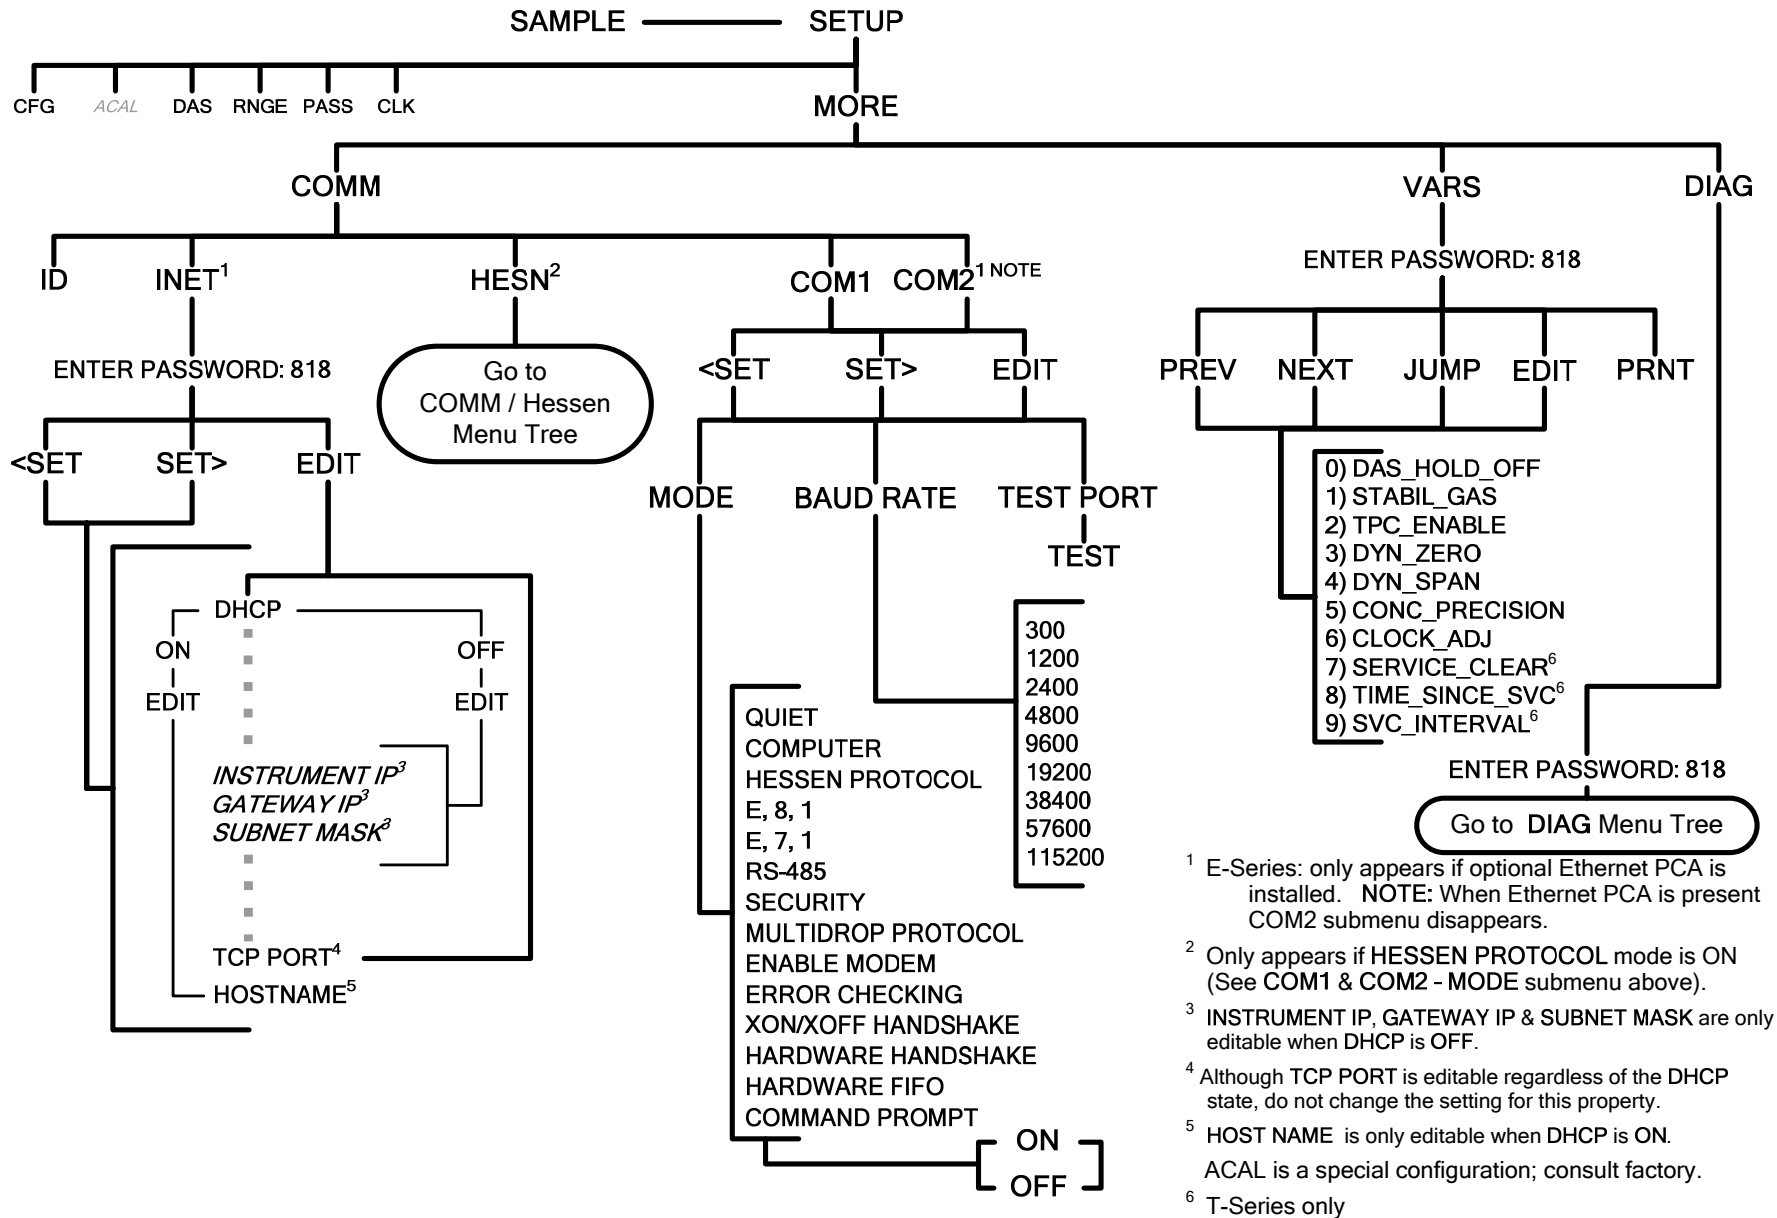 SAMPLE SETUP
CFG ACAL DAS RNGE PASS CLK
MORE
COMM VARS DIAG
ID INET1 HESN2 COM1 COM2 1 NOTE
ENTER PASSWORD: 818
ENTER PASSWORD: 818
Go to
COMM / Hessen
Menu Tree
<SET SET> EDIT
PREV NEXT JUMP EDIT PRNT
<SET SET> EDIT
MODE BAUD RATE TEST PORT
TEST
0) DAS_HOLD_OFF
1) STABIL_GAS
2) TPC_ENABLE
3) DYN_ZERO
4) DYN_SPAN
5) CONC_PRECISION
6) CLOCK_ADJ
7) SERVICE_CLEAR6
8) TIME_SINCE_SVC6
9) SVC_INTERVAL6
DHCP
ON OFF
EDIT EDIT
INSTRUMENT IP3
GATEWAY IP3
SUBNET MASK3
TCP PORT4
HOSTNAME5
300
1200
2400
4800
9600
19200
38400
57600
115200
QUIET
COMPUTER
HESSEN PROTOCOL
E, 8, 1
E, 7, 1
RS-485
SECURITY
MULTIDROP PROTOCOL
ENABLE MODEM
ERROR CHECKING
XON/XOFF HANDSHAKE
HARDWARE HANDSHAKE
HARDWARE FIFO
COMMAND PROMPT
ON
OFF
ENTER PASSWORD: 818
Go to DIAG Menu Tree
1 E-Series: only appears if optional Ethernet PCA is
installed. NOTE: When Ethernet PCA is present
COM2 submenu disappears.
2 Only appears if HESSEN PROTOCOL mode is ON
(See COM1 & COM2 – MODE submenu above).
3 INSTRUMENT IP, GATEWAY IP & SUBNET MASK are only
editable when DHCP is OFF.
4 Although TCP PORT is editable regardless of the DHCP
state, do not change the setting for this property.
5 HOST NAME is only editable when DHCP is ON.
ACAL is a special configuration; consult factory.
6 T-Series only